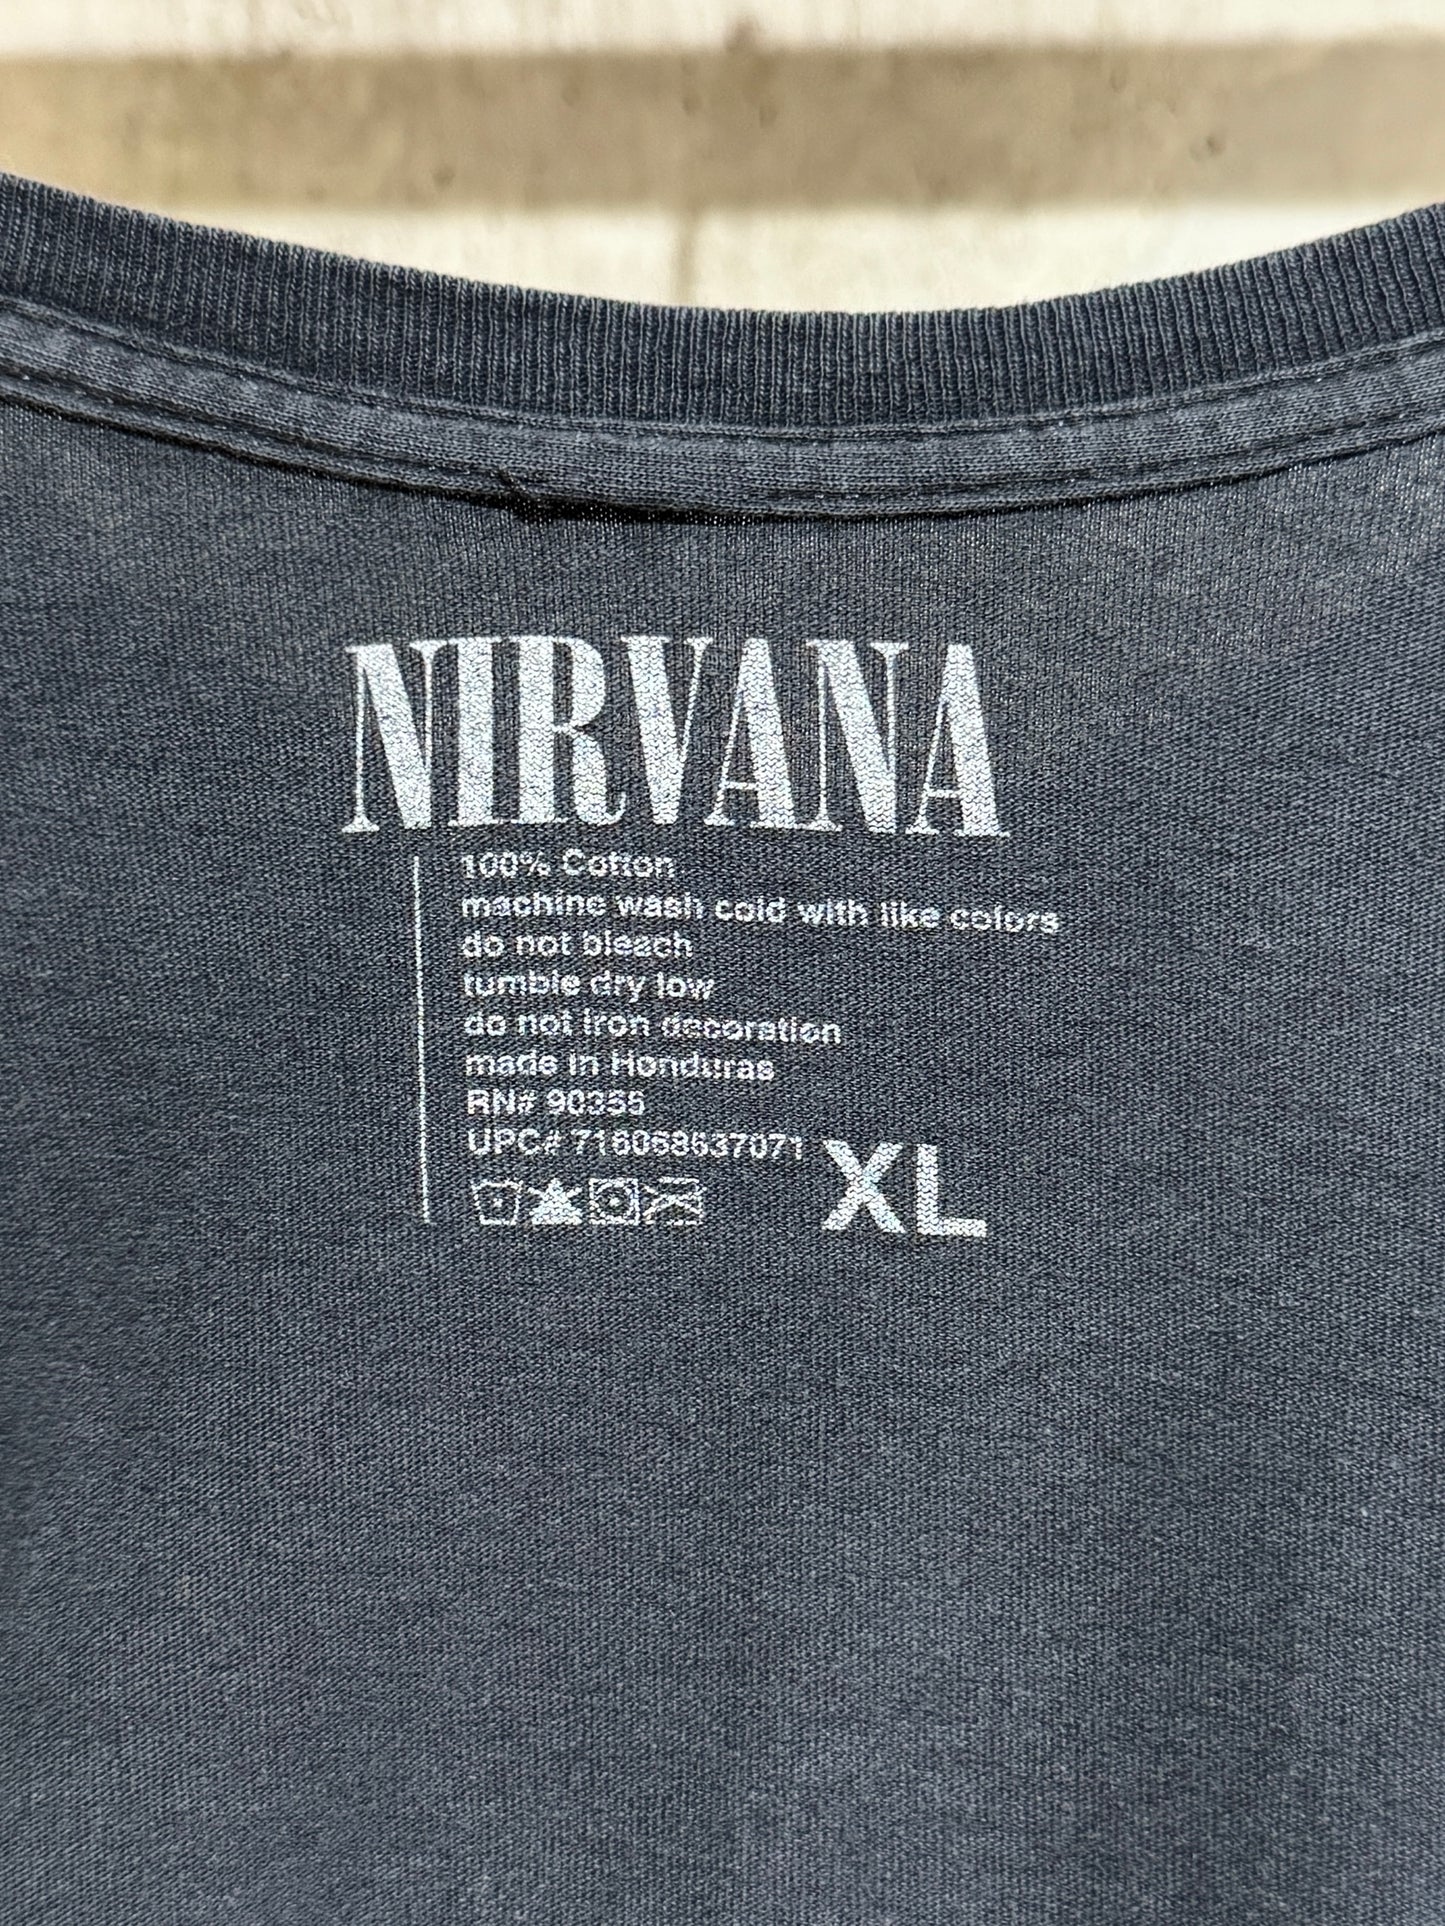 NIRVANA
100% Cotton
machine wash cold with like colors
do not bleach
tumble dry low
do not iron decoration
made in Honduras
RN# 90355
UPC# 716068637071
XL